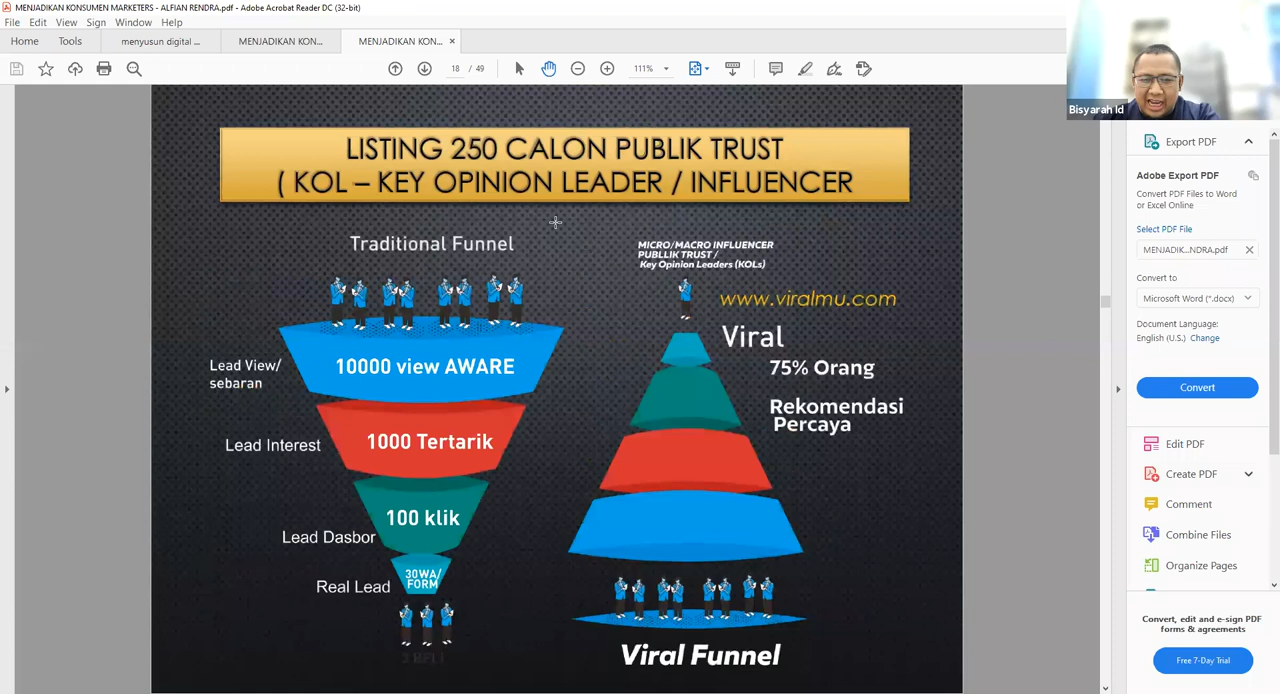 MENJADIKAN KONSUMEN MARKETERS - ALFIAN RENDRA.pdf - Adobe Acrobat Reader DC (32-bit)
File Edit View Sign Window Help
Home Tools menyusun digital ... MENJADIKAN KON... MENJADIKAN KON... ×
18 / 49 111%
Bisyarah Id
LISTING 250 CALON PUBLIK TRUST
( KOL – KEY OPINION LEADER / INFLUENCER
Traditional Funnel
Lead View/
sebaran
10000 view AWARE
Lead Interest
1000 Tertarik
100 klik
Lead Dasbor
30WA/
FORM
Real Lead
3 BELI
MICRO/MACRO INFLUENCER
PUBLLIK TRUST /
Key Opinion Leaders (KOLs)
www.viralmu.com
Viral
75% Orang
Rekomendasi
Percaya
Viral Funnel
Export PDF
Adobe Export PDF
Convert PDF Files to Word
or Excel Online
Select PDF File
MENJADIK...NDRA.pdf ×
Convert to
Microsoft Word (*.docx)
Document Language:
English (U.S.) Change
Convert
Edit PDF
Create PDF
Comment
Combine Files
Organize Pages
Convert, edit and e-sign PDF
forms & agreements
Free 7-Day Trial